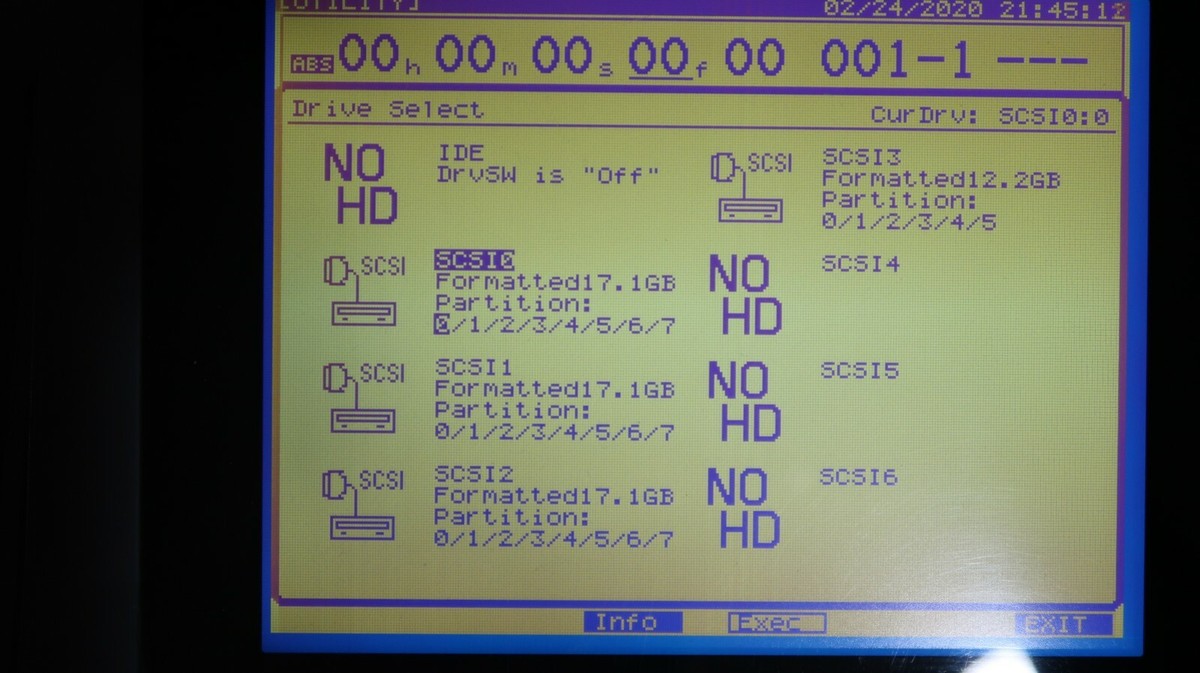 [UTILITY] 02/24/2020 21:45:12
ABS 00h 00m 00s 00f 00 001-1 ---
Drive Select CurDrv: SCSI0:0
NO HD
IDE
DrvSW is "Off"
SCSI
SCSI3
Formatted12.2GB
Partition:
0/1/2/3/4/5
SCSI
SCSI0
Formatted17.1GB
Partition:
0/1/2/3/4/5/6/7
NO HD
SCSI4
SCSI
SCSI1
Formatted17.1GB
Partition:
0/1/2/3/4/5/6/7
NO HD
SCSI5
SCSI
SCSI2
Formatted17.1GB
Partition:
0/1/2/3/4/5/6/7
NO HD
SCSI6
Info Exec EXIT